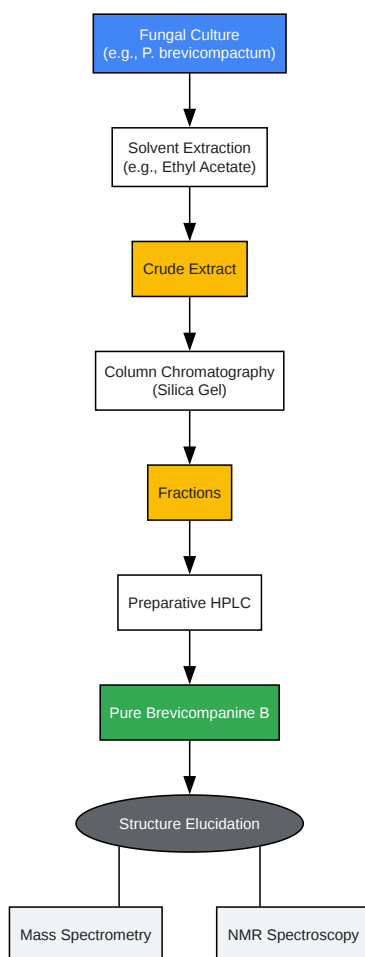 Fungal Culture
(e.g., P. brevicompactum)
Solvent Extraction
(e.g., Ethyl Acetate)
Crude Extract
Column Chromatography
(Silica Gel)
Fractions
Preparative HPLC
Pure Brevicompanine B
Structure Elucidation
Mass Spectrometry
NMR Spectroscopy